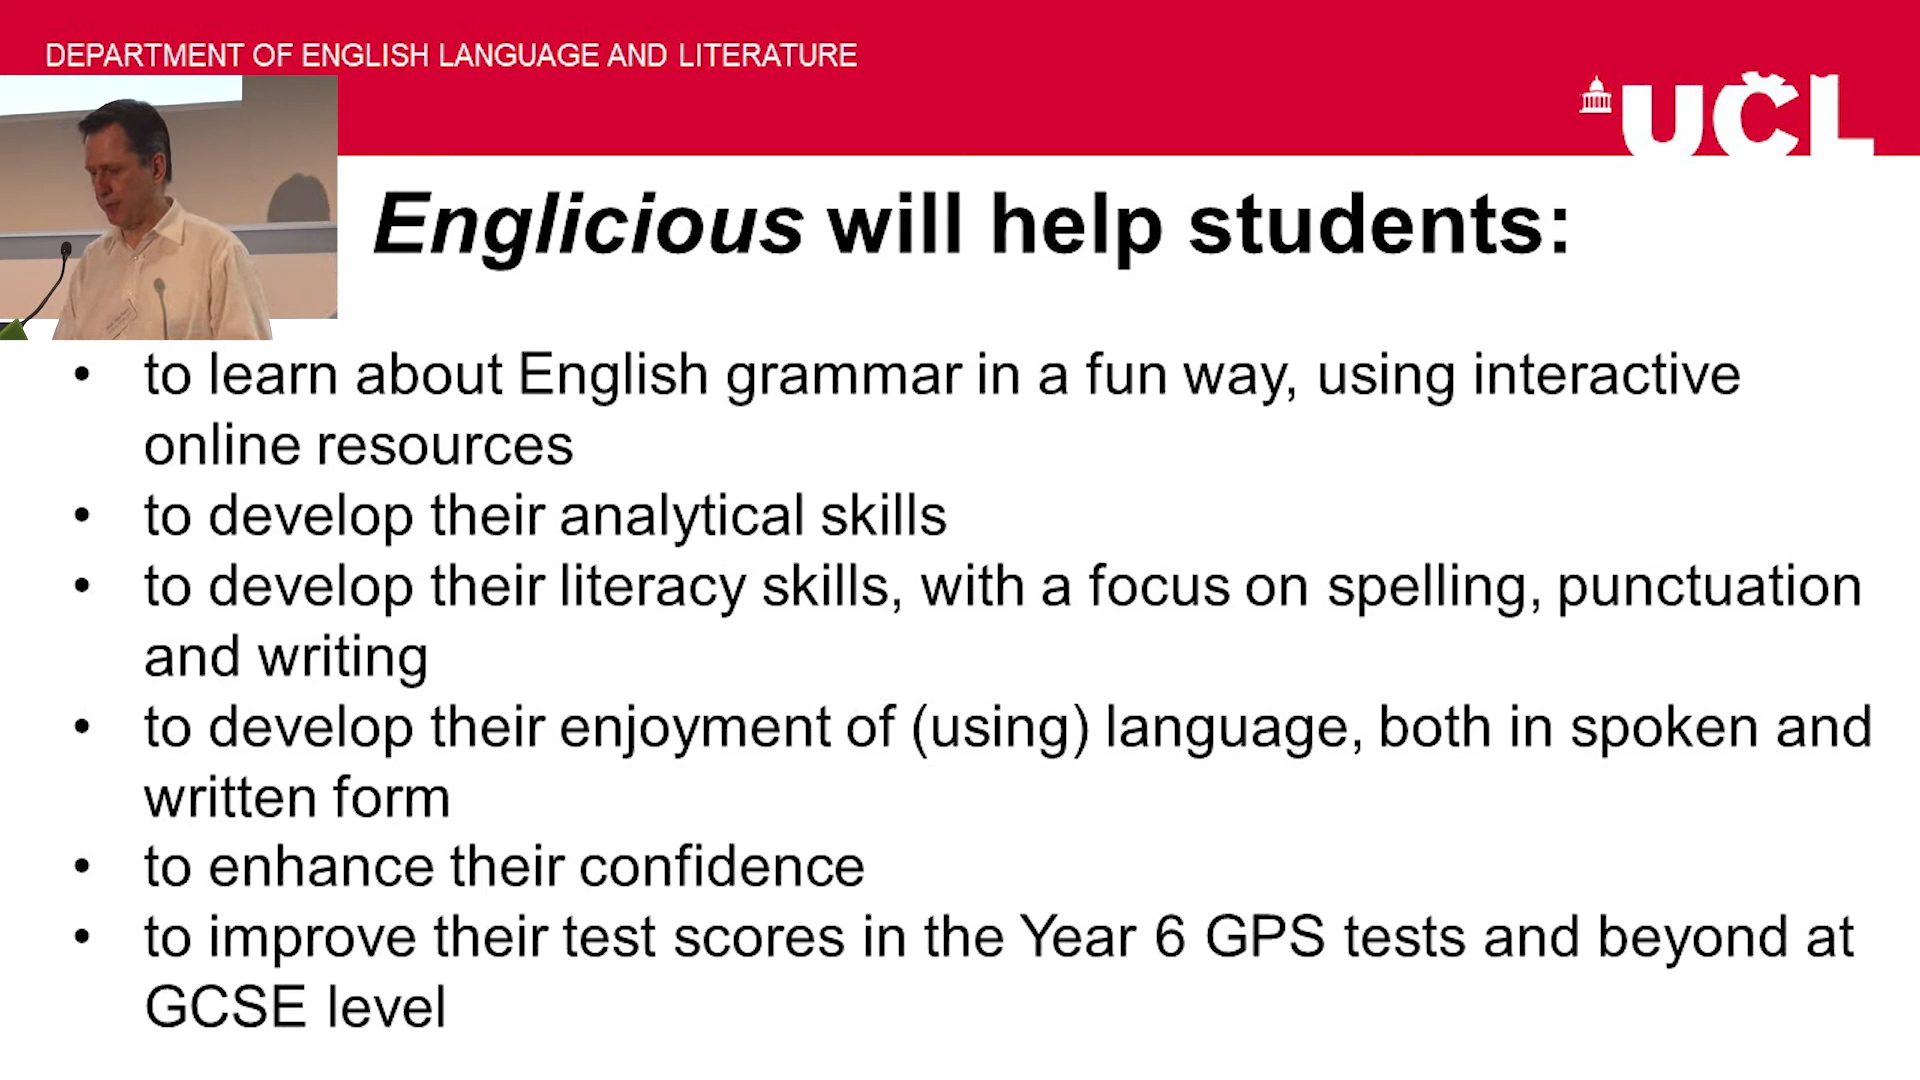 DEPARTMENT OF ENGLISH LANGUAGE AND LITERATURE
UCL
Englicious will help students:
• to learn about English grammar in a fun way, using interactive
online resources
• to develop their analytical skills
• to develop their literacy skills, with a focus on spelling, punctuation
and writing
• to develop their enjoyment of (using) language, both in spoken and
written form
• to enhance their confidence
• to improve their test scores in the Year 6 GPS tests and beyond at
GCSE level